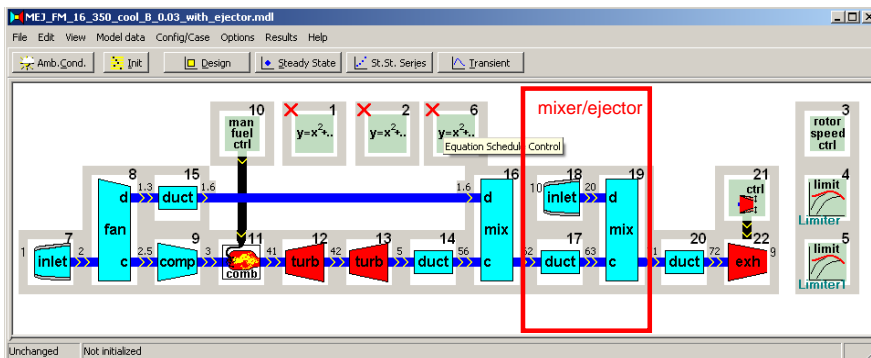 MEJ_FM_16_350_cool_B_0.03_with_ejector.mdl
File Edit View Model data Config/Case Options Results Help
Amb.Cond. Init Design Steady State St.St. Series Transient
mixer/ejector
10 man fuel ctrl
1 y=x²+..
2 y=x²+..
6 y=x²+..
Equation Schedule Control
3 rotor speed ctrl
8 fan d c
1.3
15 duct
1.6
1.6
16 d mix c
10
18 inlet
20
19 d mix c
21 ctrl
4 limit
Limiter
1
7 inlet
2
2.5
9 comp
3
11 comb
41
12 turb
42
13 turb
5
14 duct
56
17 duct
63
20 duct
72
22 exh
9
5 limit
Limiter1
Unchanged Not initialized